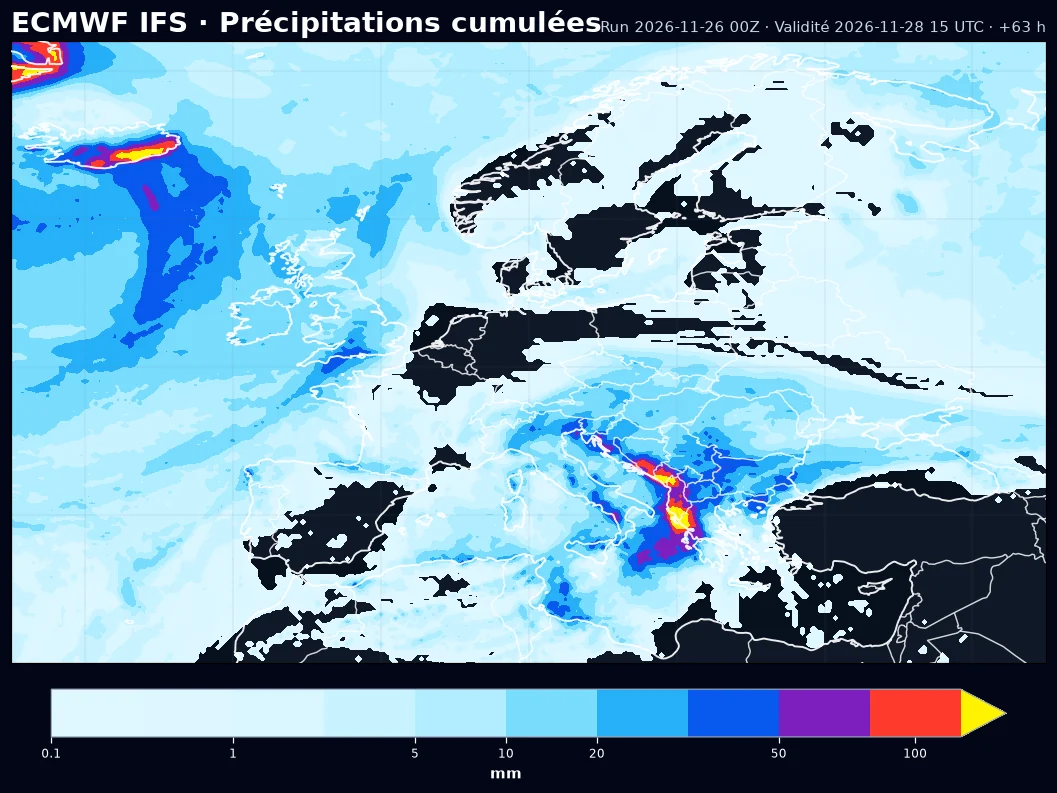 ECMWF IFS · Précipitations cumulées
Run 2026-11-26 00Z · Validité 2026-11-28 15 UTC · +63 h
0.1 1 5 10 20 50 100
mm